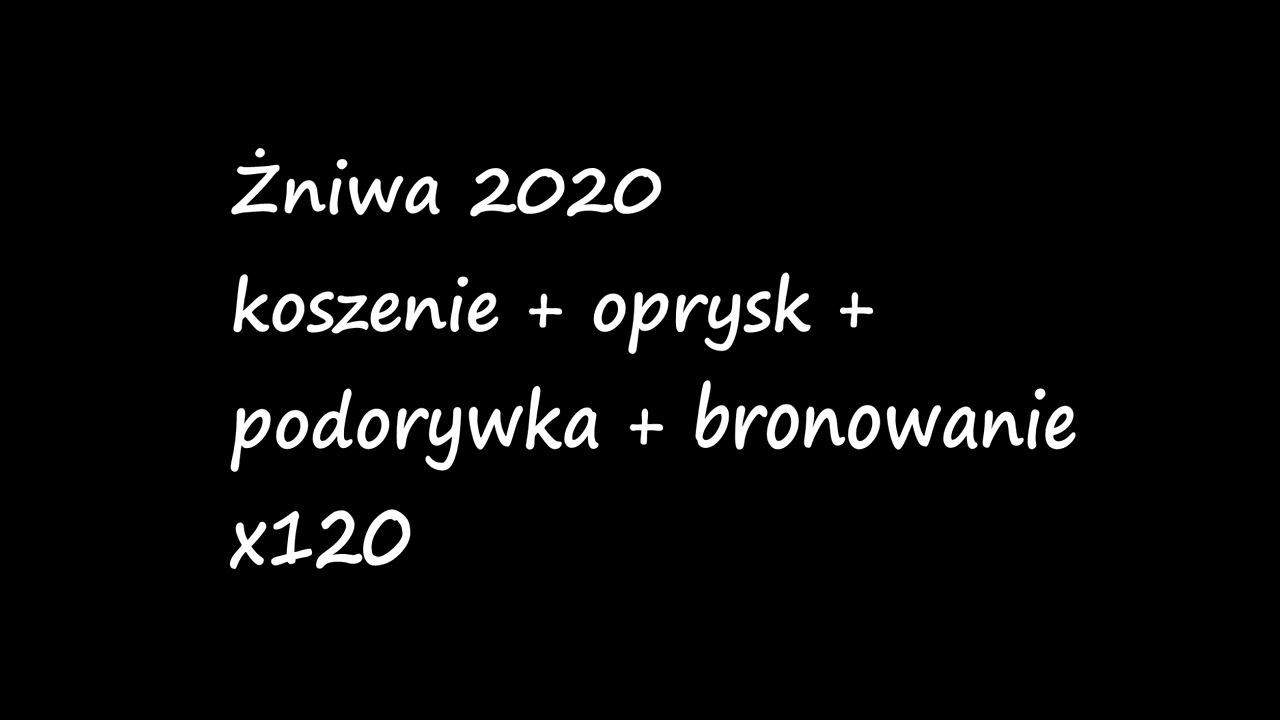 Żniwa 2020
koszenie + oprysk +
podorywka + bronowanie
x120